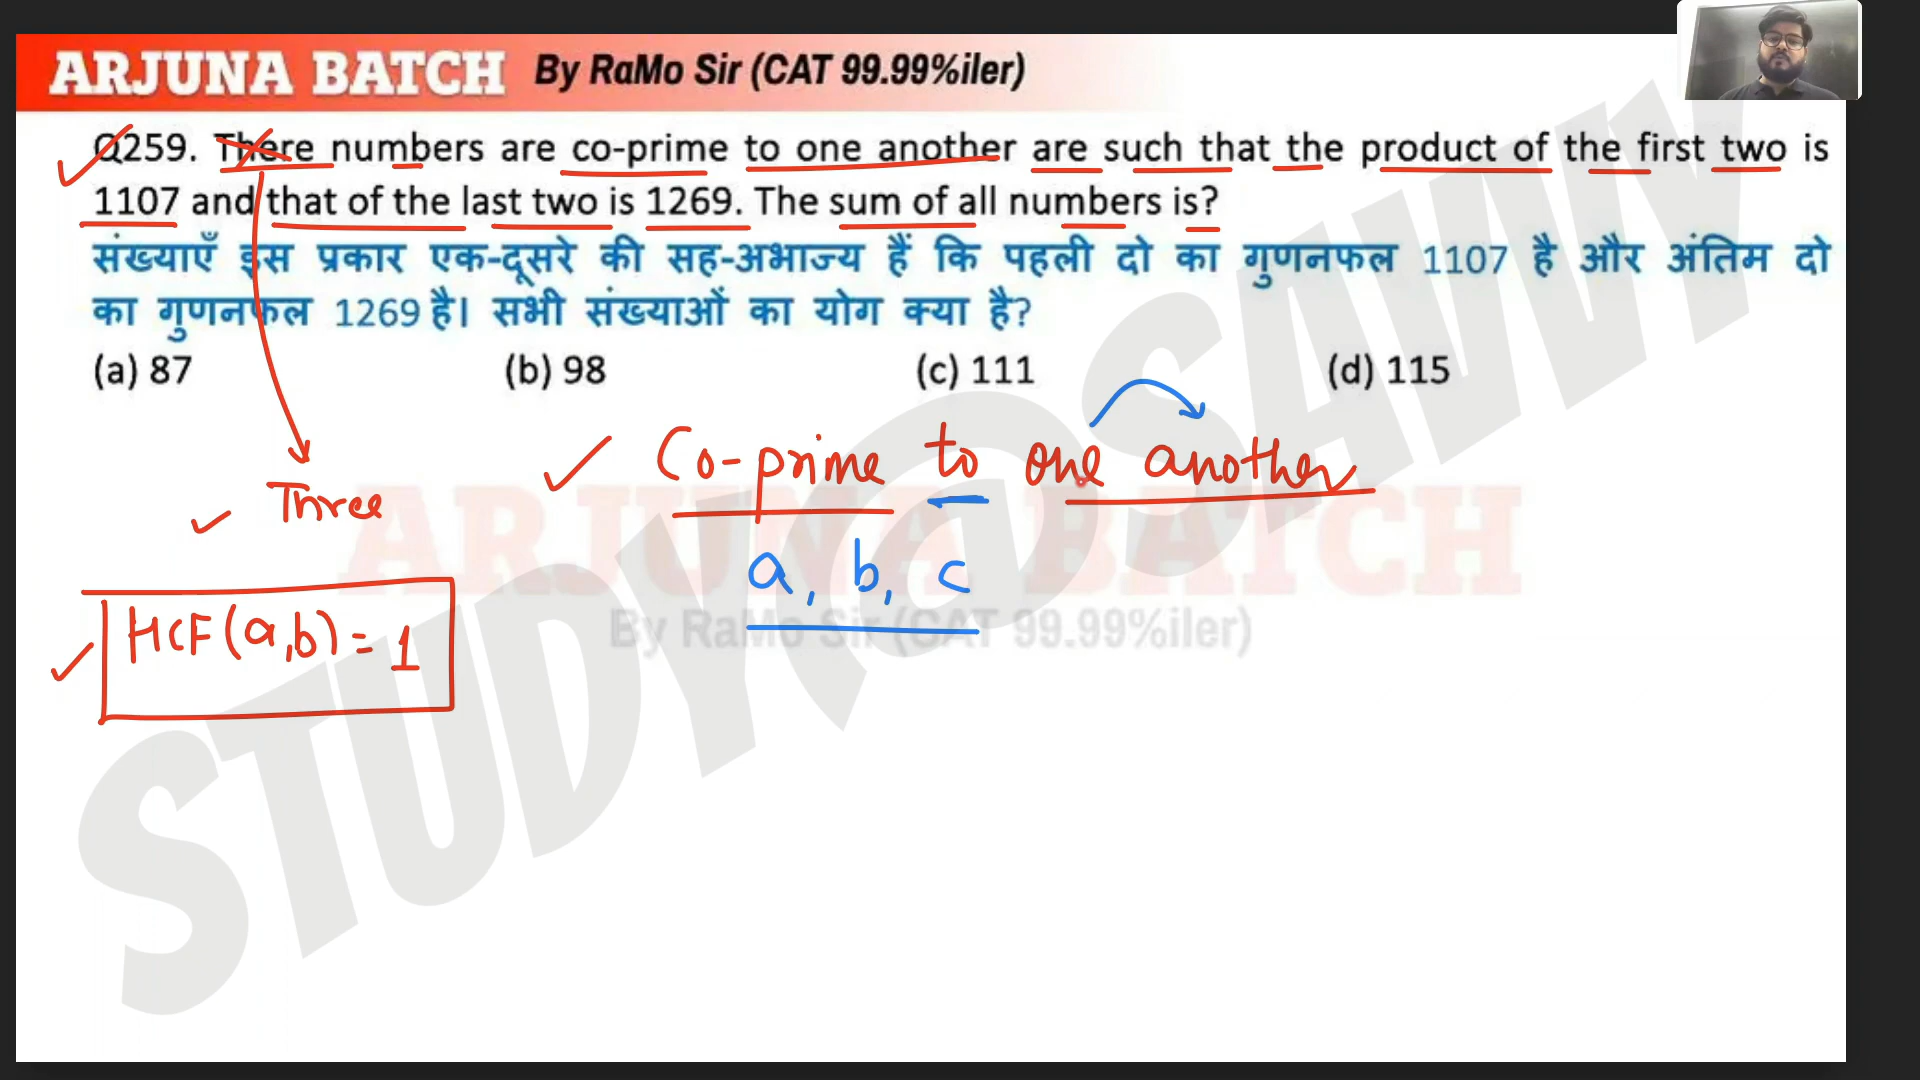 ARJUNA BATCH By RaMo Sir (CAT 99.99%iler)
Q259. There numbers are co-prime to one another are such that the product of the first two is
1107 and that of the last two is 1269. The sum of all numbers is?
संख्याएँ इस प्रकार एक-दूसरे की सह-अभाज्य हैं कि पहली दो का गुणनफल 1107 है और अंतिम दो
का गुणनफल 1269 है। सभी संख्याओं का योग क्या है?
(a) 87 (b) 98 (c) 111 (d) 115
Co-prime to one another
Three
a, b, c
HCF(a,b) = 1
ARJUNA BATCH
By RaMo Sir (CAT 99.99%iler)
STUDY@SAVVY